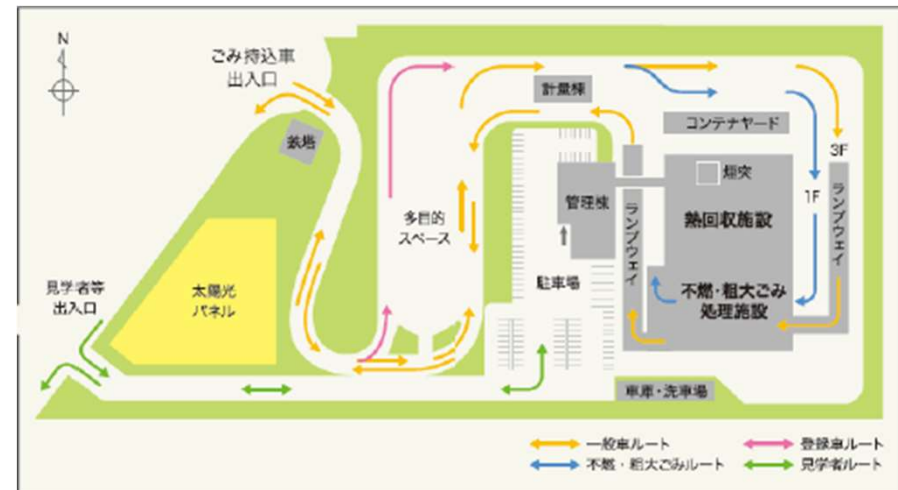 N
ごみ持込車
出入口
鉄塔
計量棟
コンテナヤード
3F
煙突
1F
ランプウェイ
管理棟
ランプウェイ
熱回収施設
多目的
スペース
駐車場
不燃・粗大ごみ
処理施設
見学者等
出入口
太陽光
パネル
車庫・洗車場
一般車ルート
登録車ルート
不燃・粗大ごみルート
見学者ルート